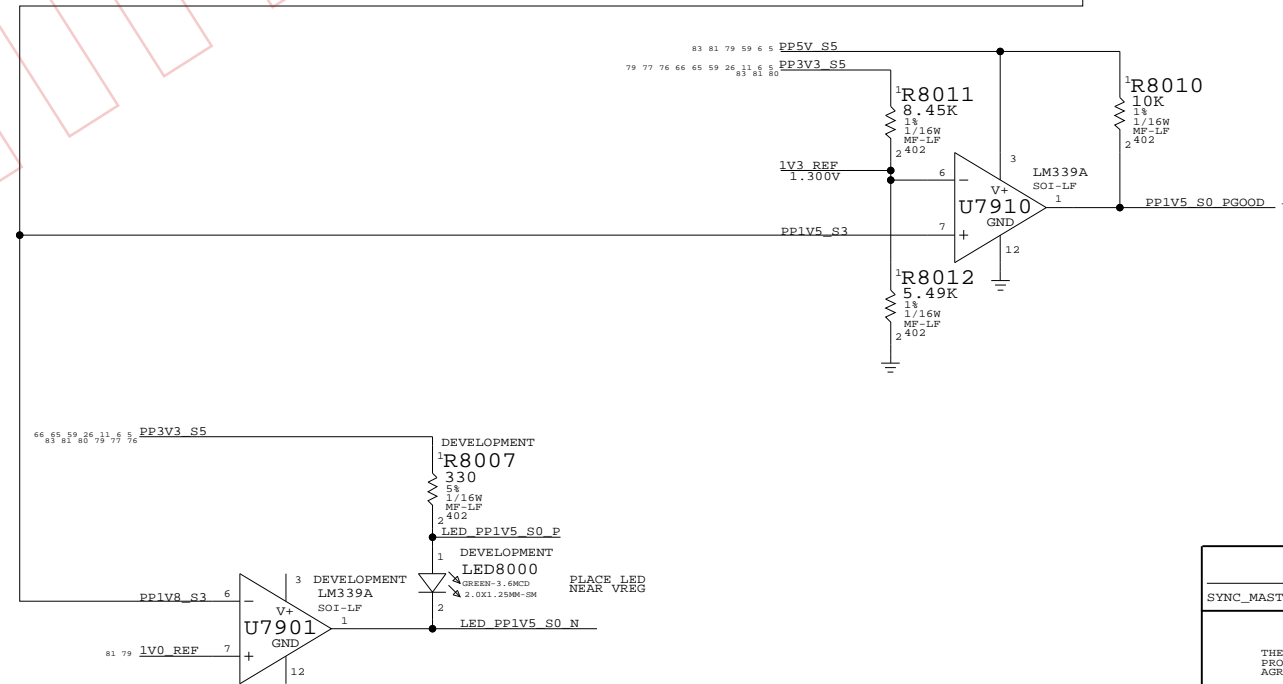 83 81 79 59 6 5 PP5V_S5
79 77 76 66 65 59 26 11 6 5 PP3V3_S5
83 81 80
1
R8011
8.45K
1%
1/16W
MF-LF
402
2
1
R8010
10K
1%
1/16W
MF-LF
402
2
1V3_REF
1.300V
6
-
3
V+
LM339A
SOI-LF
U7910
1
PP1V5_S0_PGOOD
GND
PP1V5_S3
7
+
12
1
R8012
5.49K
1%
1/16W
MF-LF
402
2
66 65 59 26 11 6 5 PP3V3_S5
83 81 80 79 77 76
DEVELOPMENT
1
R8007
330
5%
1/16W
MF-LF
402
2
LED_PP1V5_S0_P
1
DEVELOPMENT
LED8000
GREEN-3.6MCD
2.0X1.25MM-SM
2
PLACE LED
NEAR VREG
3
DEVELOPMENT
LM339A
SOI-LF
PP1V8_S3
6
-
V+
U7901
1
LED_PP1V5_S0_N
GND
81 79 1V0_REF
7
+
12
SYNC_MAST
THE
PRO
AGR